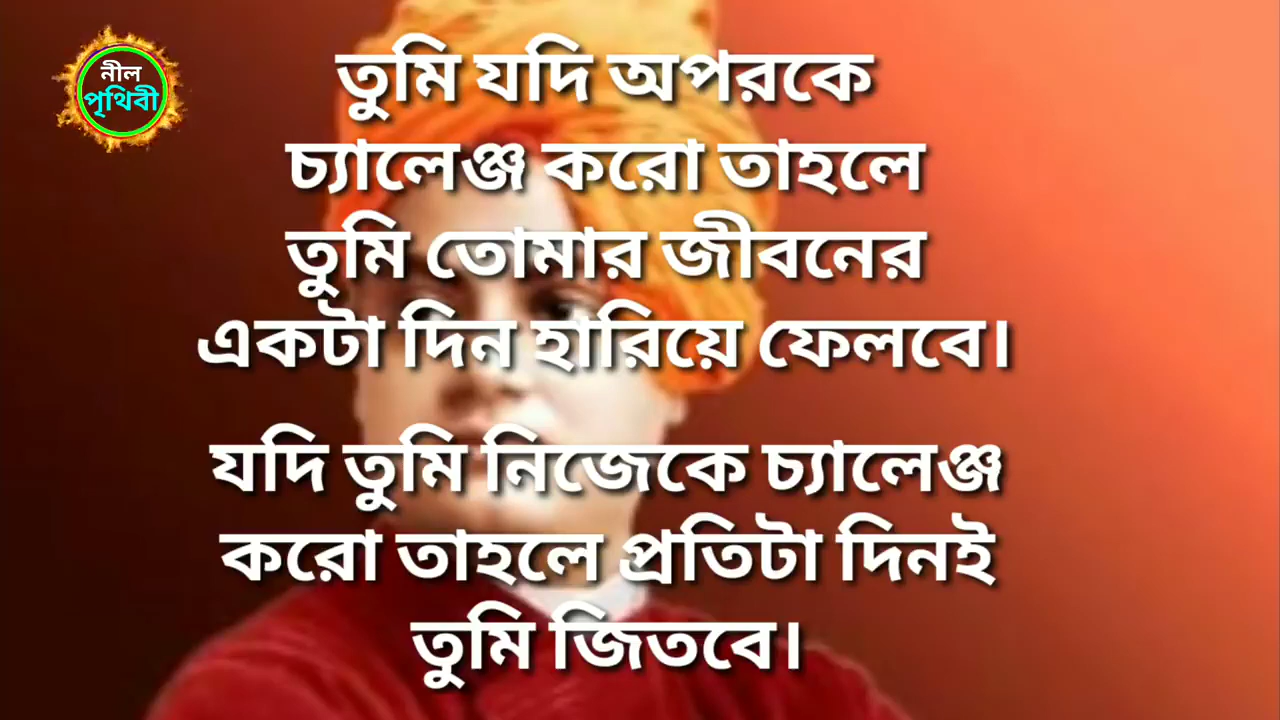 নীল
পৃথিবী
তুমি যদি অপরকে
চ্যালেঞ্জ করো তাহলে
তুমি তোমার জীবনের
একটা দিন হারিয়ে ফেলবে।
যদি তুমি নিজেকে চ্যালেঞ্জ
করো তাহলে প্রতিটা দিনই
তুমি জিতবে।